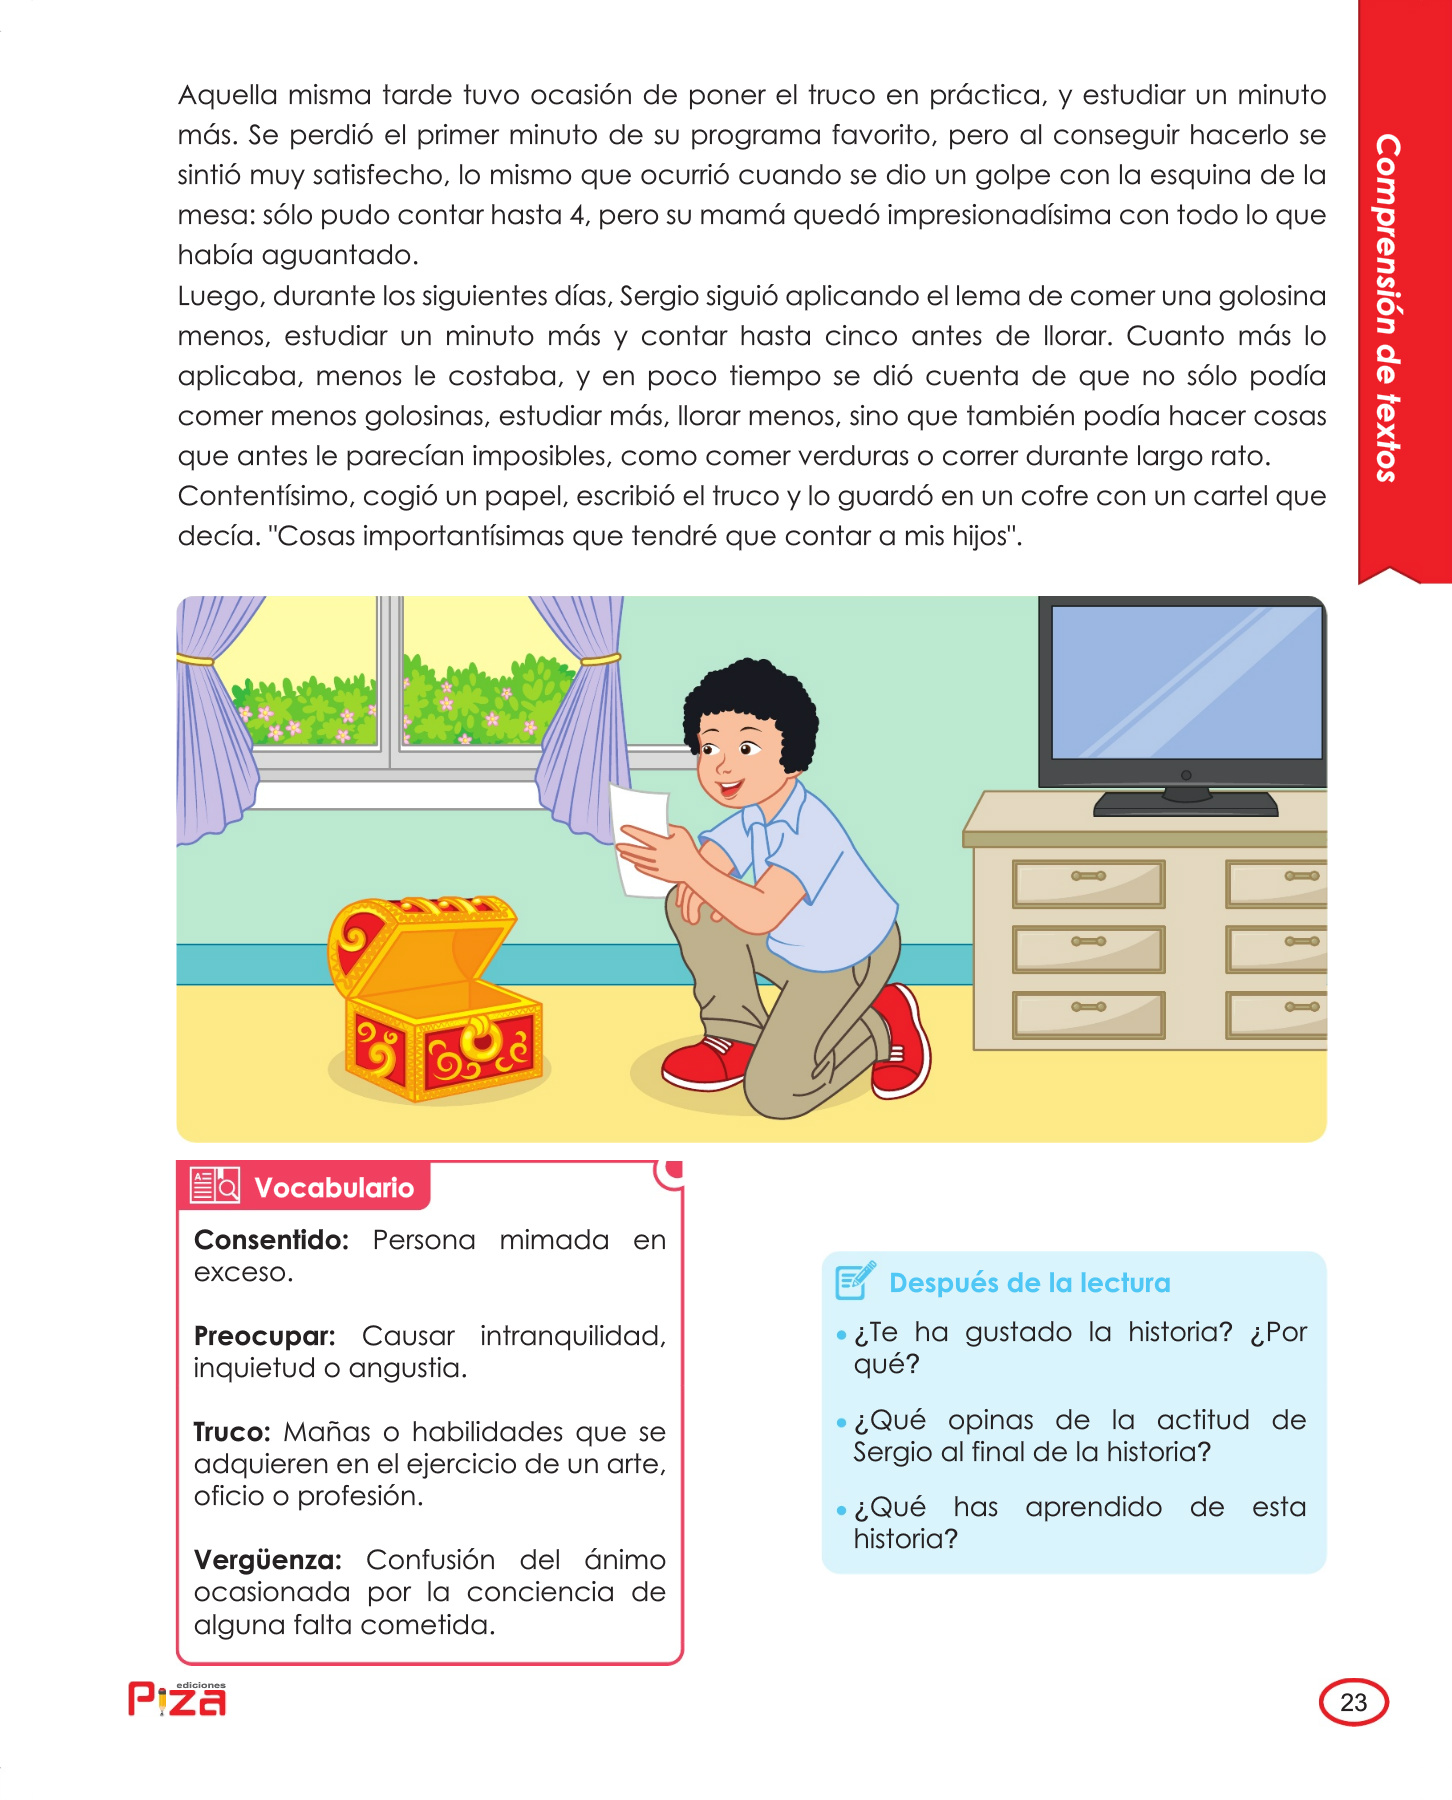 Aquella misma tarde tuvo ocasión de poner el truco en práctica, y estudiar un minuto
más. Se perdió el primer minuto de su programa favorito, pero al conseguir hacerlo se
sintió muy satisfecho, lo mismo que ocurrió cuando se dio un golpe con la esquina de la
mesa: sólo pudo contar hasta 4, pero su mamá quedó impresionadísima con todo lo que
había aguantado.
Luego, durante los siguientes días, Sergio siguió aplicando el lema de comer una golosina
menos, estudiar un minuto más y contar hasta cinco antes de llorar. Cuanto más lo
aplicaba, menos le costaba, y en poco tiempo se dió cuenta de que no sólo podía
comer menos golosinas, estudiar más, llorar menos, sino que también podía hacer cosas
que antes le parecían imposibles, como comer verduras o correr durante largo rato.
Contentísimo, cogió un papel, escribió el truco y lo guardó en un cofre con un cartel que
decía. "Cosas importantísimas que tendré que contar a mis hijos".
Comprensión de textos
Vocabulario
Consentido: Persona mimada en
exceso.
Preocupar: Causar intranquilidad,
inquietud o angustia.
Truco: Mañas o habilidades que se
adquieren en el ejercicio de un arte,
oficio o profesión.
Vergüenza: Confusión del ánimo
ocasionada por la conciencia de
alguna falta cometida.
Después de la lectura
• ¿Te ha gustado la historia? ¿Por
qué?
• ¿Qué opinas de la actitud de
Sergio al final de la historia?
• ¿Qué has aprendido de esta
historia?
ediciones
Piza
23